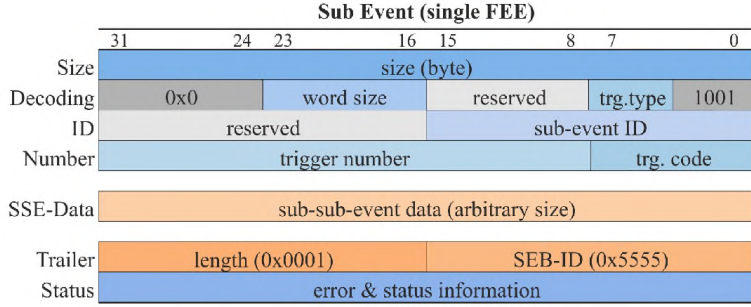 Sub Event (single FEE)
31 24 23 16 15 8 7 0
Size size (byte)
Decoding 0x0 word size reserved trg.type 1001
ID reserved sub-event ID
Number trigger number trg. code
SSE-Data sub-sub-event data (arbitrary size)
Trailer length (0x0001) SEB-ID (0x5555)
Status error & status information